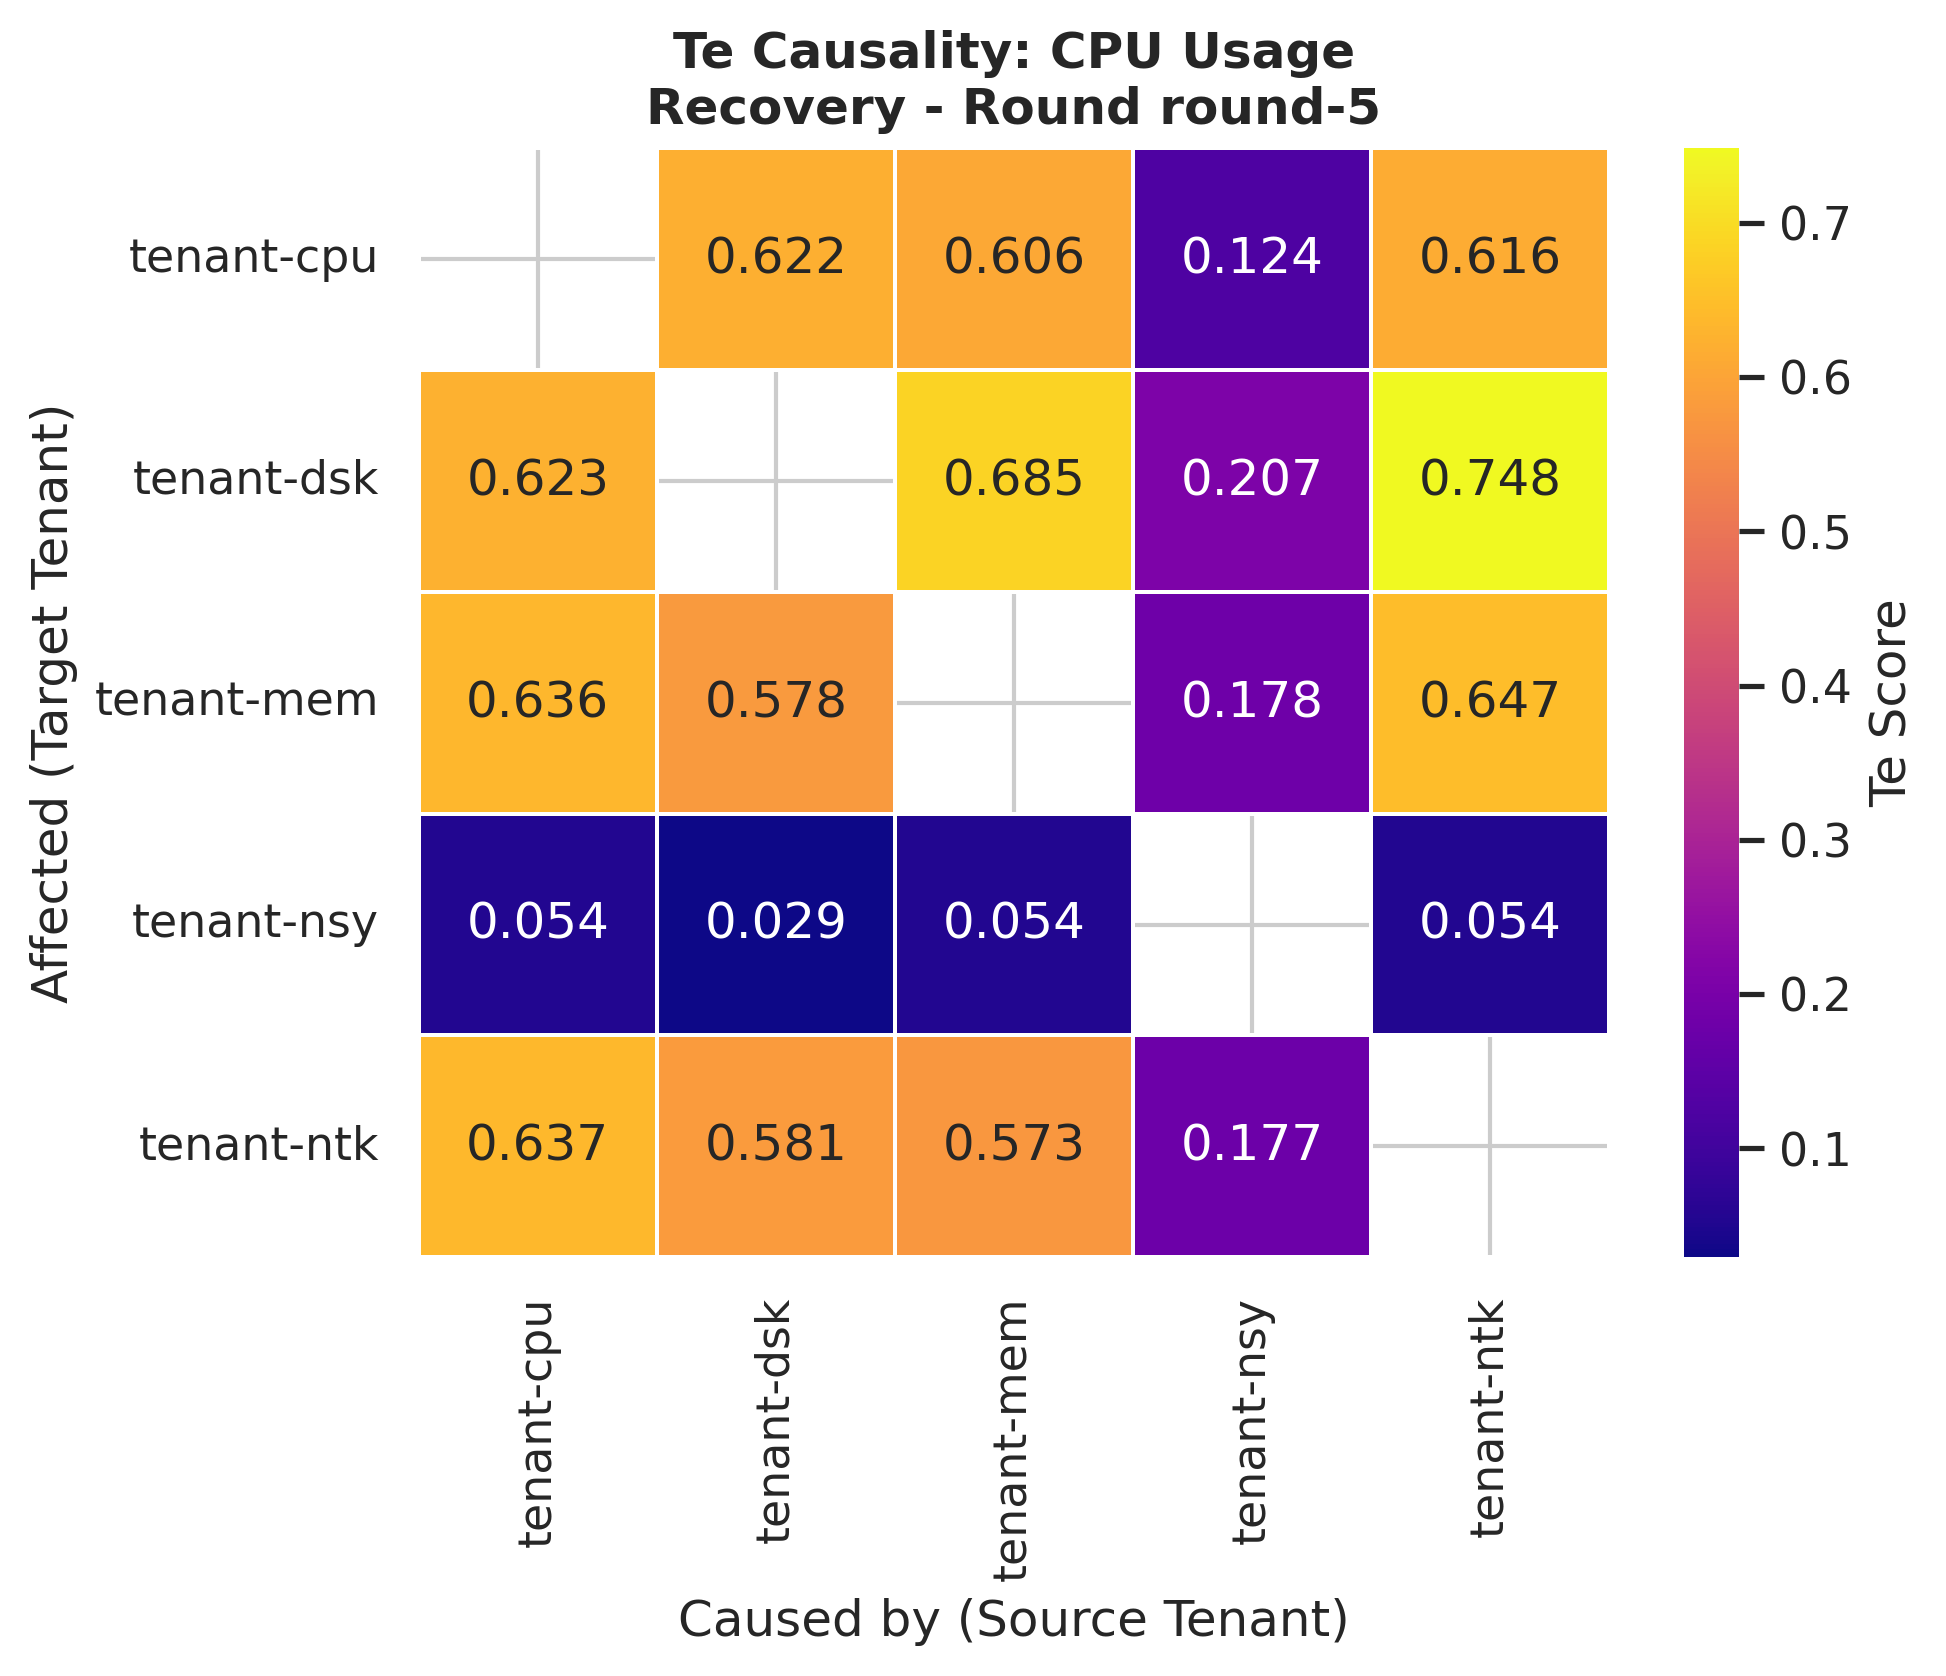 Te Causality: CPU Usage
Recovery - Round round-5
Affected (Target Tenant)
tenant-cpu 0.622 0.606 0.124 0.616
tenant-dsk 0.623 0.685 0.207 0.748
tenant-mem 0.636 0.578 0.178 0.647
tenant-nsy 0.054 0.029 0.054 0.054
tenant-ntk 0.637 0.581 0.573 0.177
tenant-cpu tenant-dsk tenant-mem tenant-nsy tenant-ntk
Caused by (Source Tenant)
0.7
0.6
0.5
0.4
0.3
0.2
0.1
Te Score